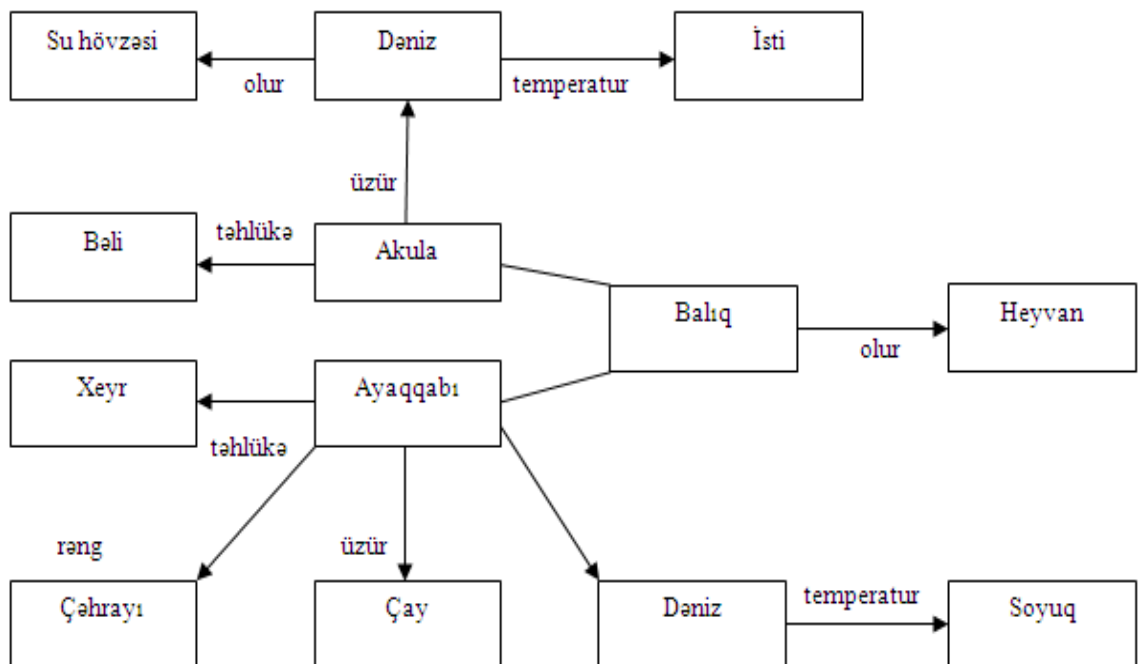 Su hövzəsi
Dəniz
İsti
olur
temperatur
üzür
Bəli
təhlükə
Akula
Balıq
Heyvan
olur
Xeyr
Ayaqqabı
təhlükə
rəng
üzür
Çəhrayı
Çay
Dəniz
temperatur
Soyuq